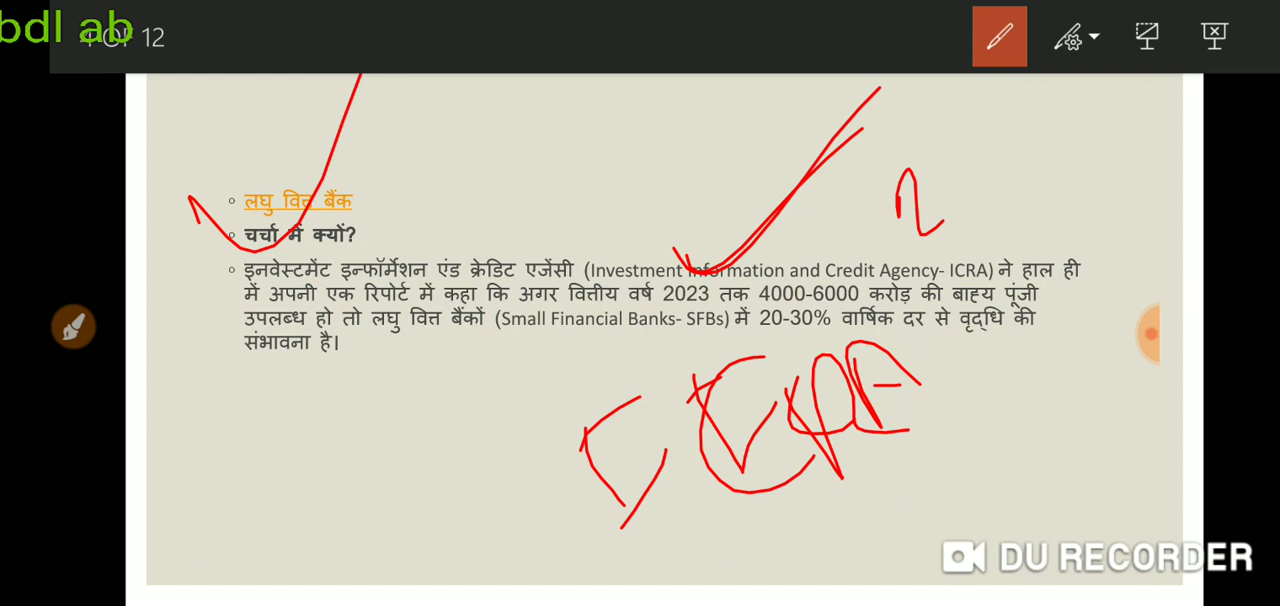 bdl ab
12
लघु वित्त बैंक
चर्चा में क्यों?
इनवेस्टमेंट इन्फॉर्मेशन एंड क्रेडिट एजेंसी (Investment Information and Credit Agency- ICRA) ने हाल ही
में अपनी एक रिपोर्ट में कहा कि अगर वित्तीय वर्ष 2023 तक 4000-6000 करोड़ की बाह्य पूंजी
उपलब्ध हो तो लघु वित्त बैंकों (Small Financial Banks- SFBs) में 20-30% वार्षिक दर से वृद्धि की
संभावना है।
DU RECORDER